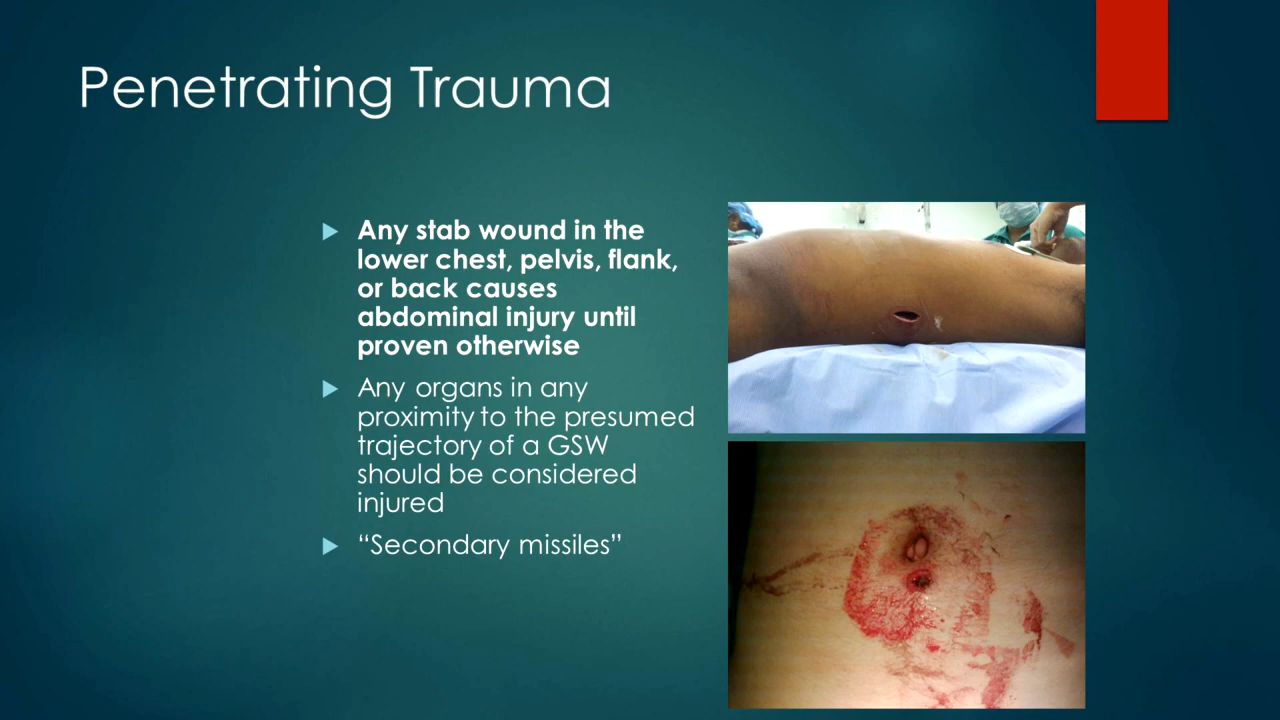 Penetrating Trauma
Any stab wound in the
lower chest, pelvis, flank,
or back causes
abdominal injury until
proven otherwise
Any organs in any
proximity to the presumed
trajectory of a GSW
should be considered
injured
“Secondary missiles”